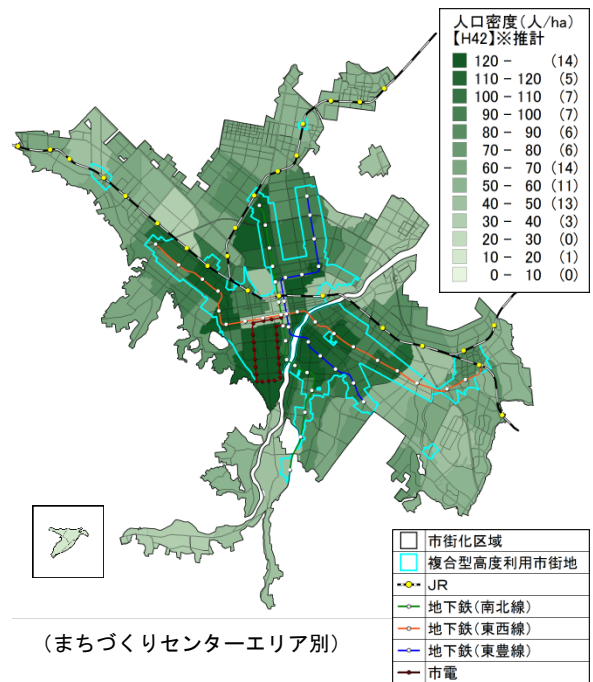 人口密度(人/ha)
【H42】※推計
120 - (14)
110 - 120 (5)
100 - 110 (7)
90 - 100 (7)
80 - 90 (6)
70 - 80 (6)
60 - 70 (14)
50 - 60 (11)
40 - 50 (13)
30 - 40 (3)
20 - 30 (0)
10 - 20 (1)
0 - 10 (0)
市街化区域
複合型高度利用市街地
JR
地下鉄(南北線)
地下鉄(東西線)
地下鉄(東豊線)
市電
(まちづくりセンターエリア別)